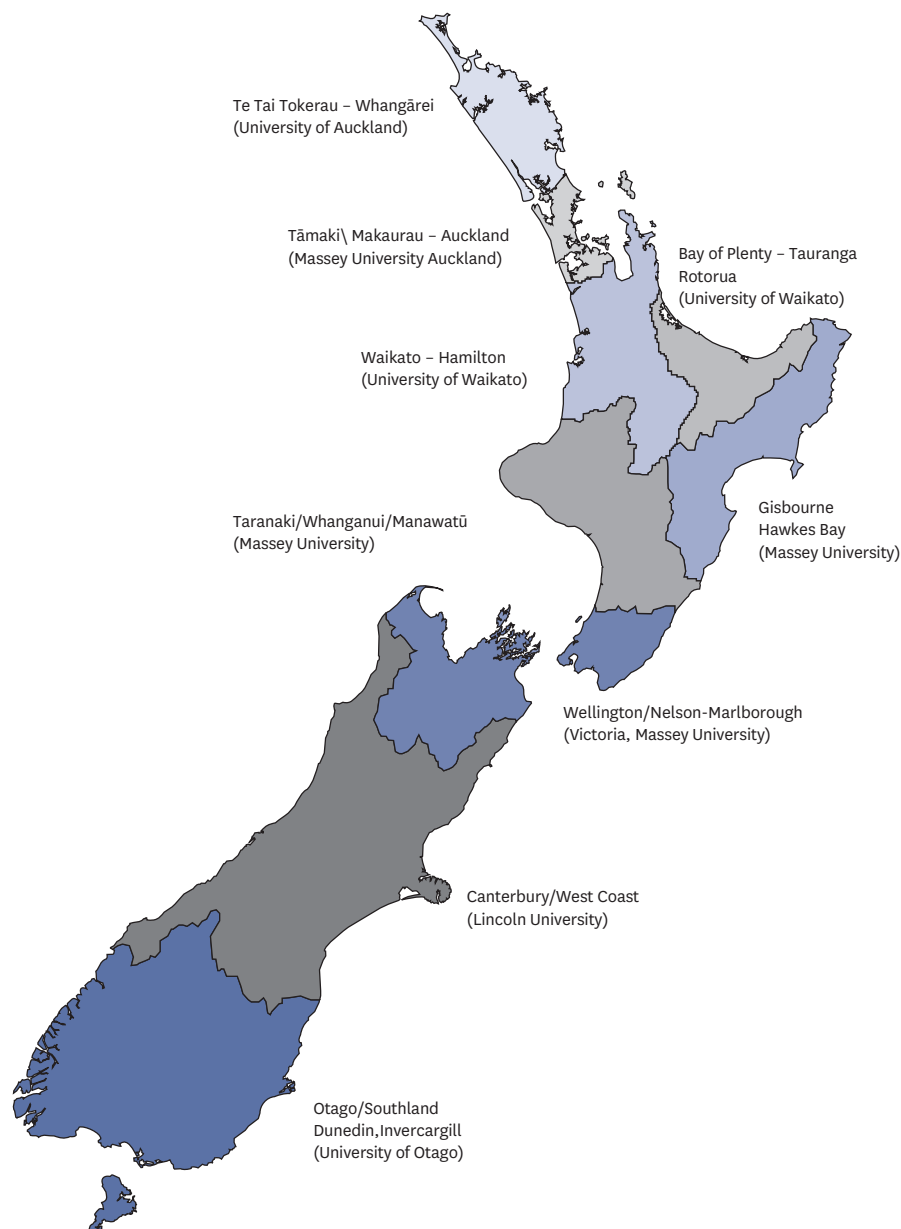 Te Tai Tokerau – Whangārei
(University of Auckland)
Tāmaki\ Makaurau – Auckland
(Massey University Auckland)
Bay of Plenty – Tauranga
Rotorua
(University of Waikato)
Waikato – Hamilton
(University of Waikato)
Taranaki/Whanganui/Manawatū
(Massey University)
Gisbourne
Hawkes Bay
(Massey University)
Wellington/Nelson-Marlborough
(Victoria, Massey University)
Canterbury/West Coast
(Lincoln University)
Otago/Southland
Dunedin,Invercargill
(University of Otago)